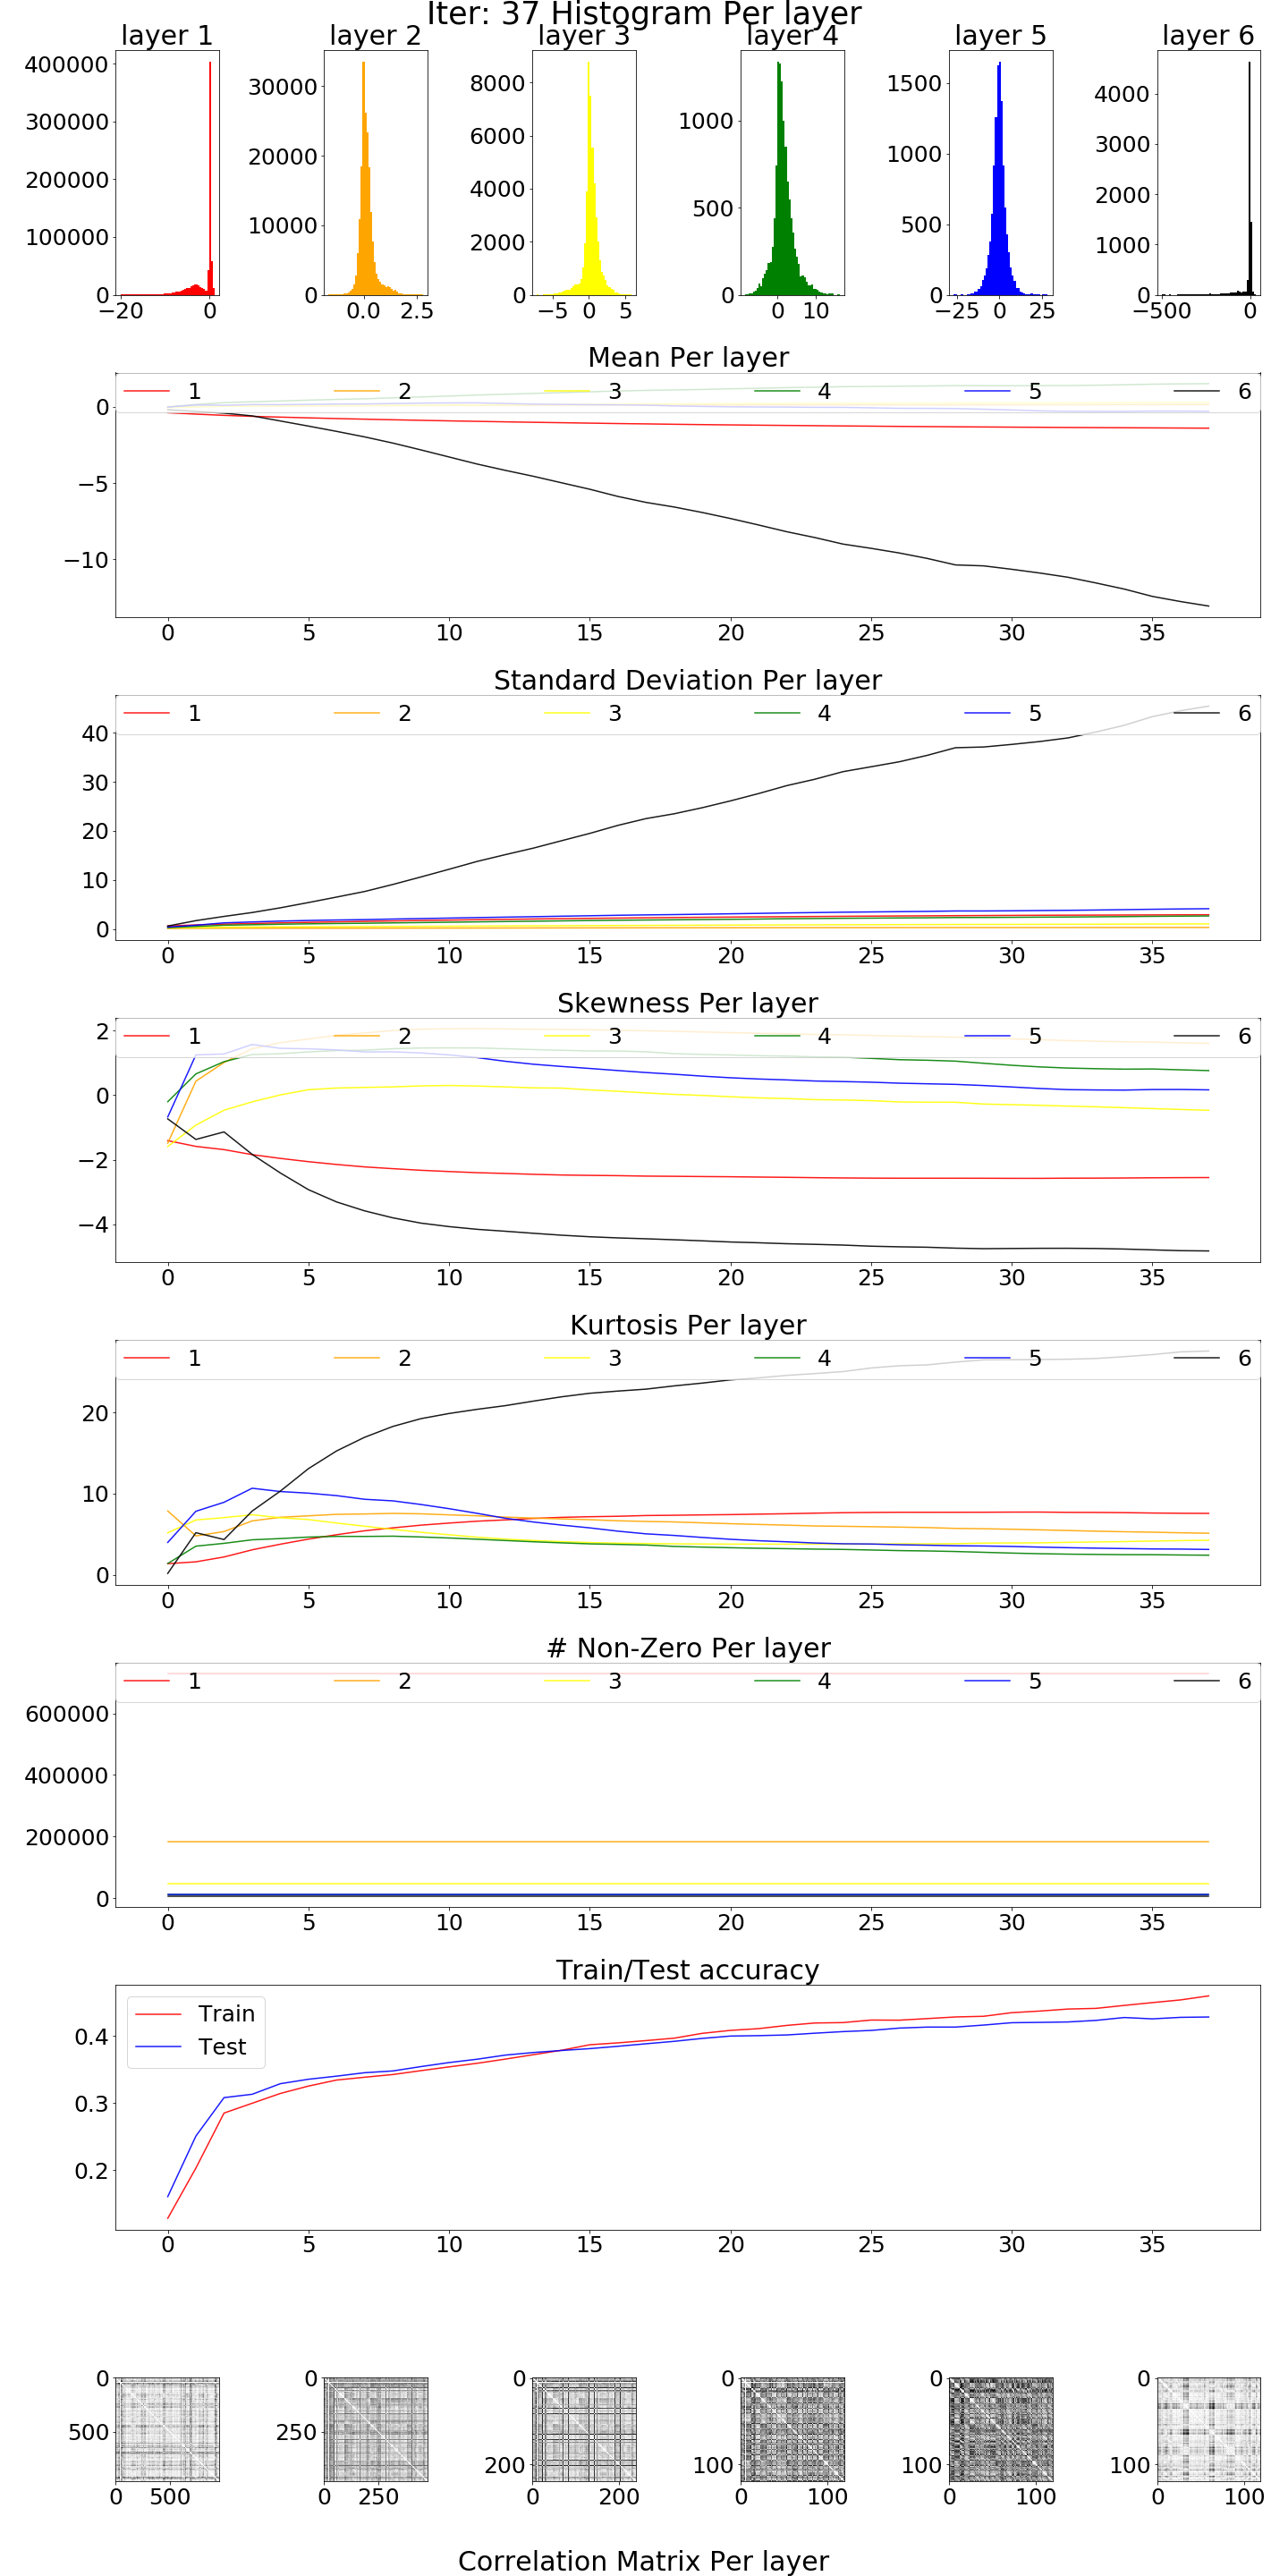 Iter: 37 Histogram Per layer
layer 1 layer 2 layer 3 layer 4 layer 5 layer 6
400000
300000
200000
100000
0
−20 0
30000
20000
10000
0
0.0 2.5
8000
6000
4000
2000
0
−5 0 5
1000
500
0
0 10
1500
1000
500
0
−25 0 25
4000
3000
2000
1000
0
−500 0
Mean Per layer
1 2 3 4 5 6
0
−5
−10
0 5 10 15 20 25 30 35
Standard Deviation Per layer
1 2 3 4 5 6
40
30
20
10
0
0 5 10 15 20 25 30 35
Skewness Per layer
1 2 3 4 5 6
2
0
−2
−4
0 5 10 15 20 25 30 35
Kurtosis Per layer
1 2 3 4 5 6
20
10
0
0 5 10 15 20 25 30 35
# Non-Zero Per layer
1 2 3 4 5 6
600000
400000
200000
0
0 5 10 15 20 25 30 35
Train/Test accuracy
Train
Test
0.4
0.3
0.2
0 5 10 15 20 25 30 35
0
500
0 500
0
250
0 250
0
200
0 200
0
100
0 100
0
100
0 100
0
100
0 100
Correlation Matrix Per layer